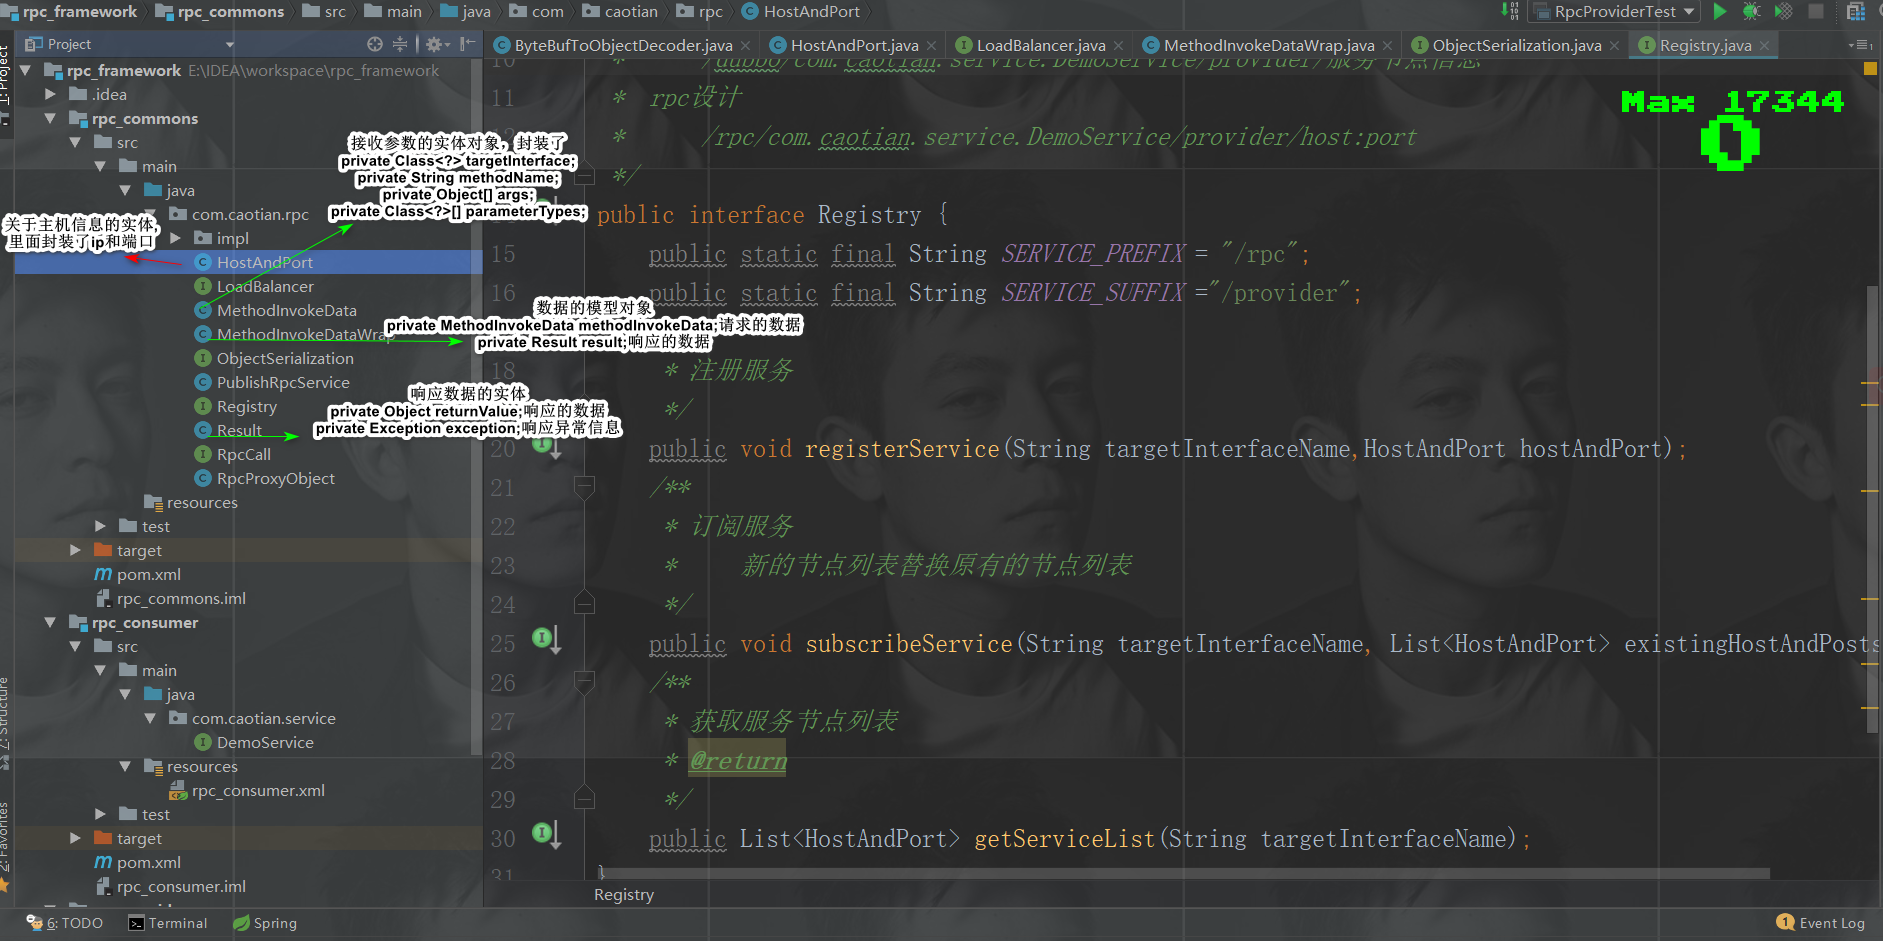 rpc_framework rpc_commons src main java com caotian rpc HostAndPort RpcProviderTest
Project
ByteBufToObjectDecoder.java HostAndPort.java LoadBalancer.java MethodInvokeDataWrap.java ObjectSerialization.java Registry.java
1: Project
7: Structure
2: Favorites
rpc_framework E:\IDEA\workspace\rpc_framework
.idea
rpc_commons
src
main
java
com.caotian.rpc
impl
HostAndPort
LoadBalancer
MethodInvokeData
MethodInvokeDataWrap
ObjectSerialization
PublishRpcService
Registry
Result
RpcCall
RpcProxyObject
resources
test
target
pom.xml
rpc_commons.iml
rpc_consumer
src
main
java
com.caotian.service
DemoService
resources
rpc_consumer.xml
test
target
pom.xml
rpc_consumer.iml
接收参数的实体对象，封装了
private Class<?> targetInterface;
private String methodName;
private Object[] args;
private Class<?>[] parameterTypes;
关于主机信息的实体,
里面封装了ip和端口
数据的模型对象
private MethodInvokeData methodInvokeData;请求的数据
private Result result;响应的数据
响应数据的实体
private Object returnValue;响应的数据
private Exception exception;响应异常信息
10 * /dubbo/com.caotian.service.DemoService/provider/服务节点信息
11 * rpc设计
* /rpc/com.caotian.service.DemoService/provider/host:port
*/
public interface Registry {
15 public static final String SERVICE_PREFIX = "/rpc";
16 public static final String SERVICE_SUFFIX ="/provider";
18 * 注册服务
*/
20 public void registerService(String targetInterfaceName,HostAndPort hostAndPort);
21 /**
22 * 订阅服务
23 * 新的节点列表替换原有的节点列表
24 */
25 public void subscribeService(String targetInterfaceName, List<HostAndPort> existingHostAndPosts
26 /**
27 * 获取服务节点列表
28 * @return
29 */
30 public List<HostAndPort> getServiceList(String targetInterfaceName);
31 }
Max 17344
0
Registry
6: TODO Terminal Spring 1 Event Log